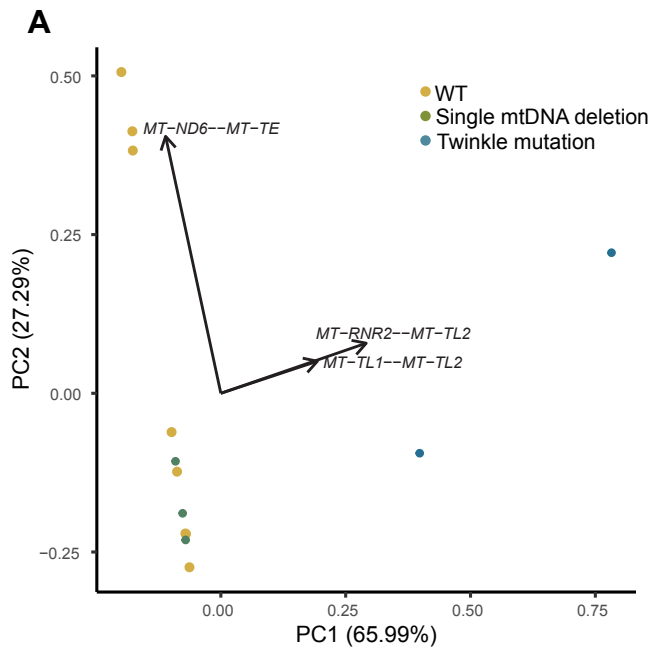 A
0.50
0.25
0.00
−0.25
PC2 (27.29%)
MT−ND6−−MT−TE
WT
Single mtDNA deletion
Twinkle mutation
MT−RNR2−−MT−TL2
MT−TL1−−MT−TL2
0.00 0.25 0.50 0.75
PC1 (65.99%)